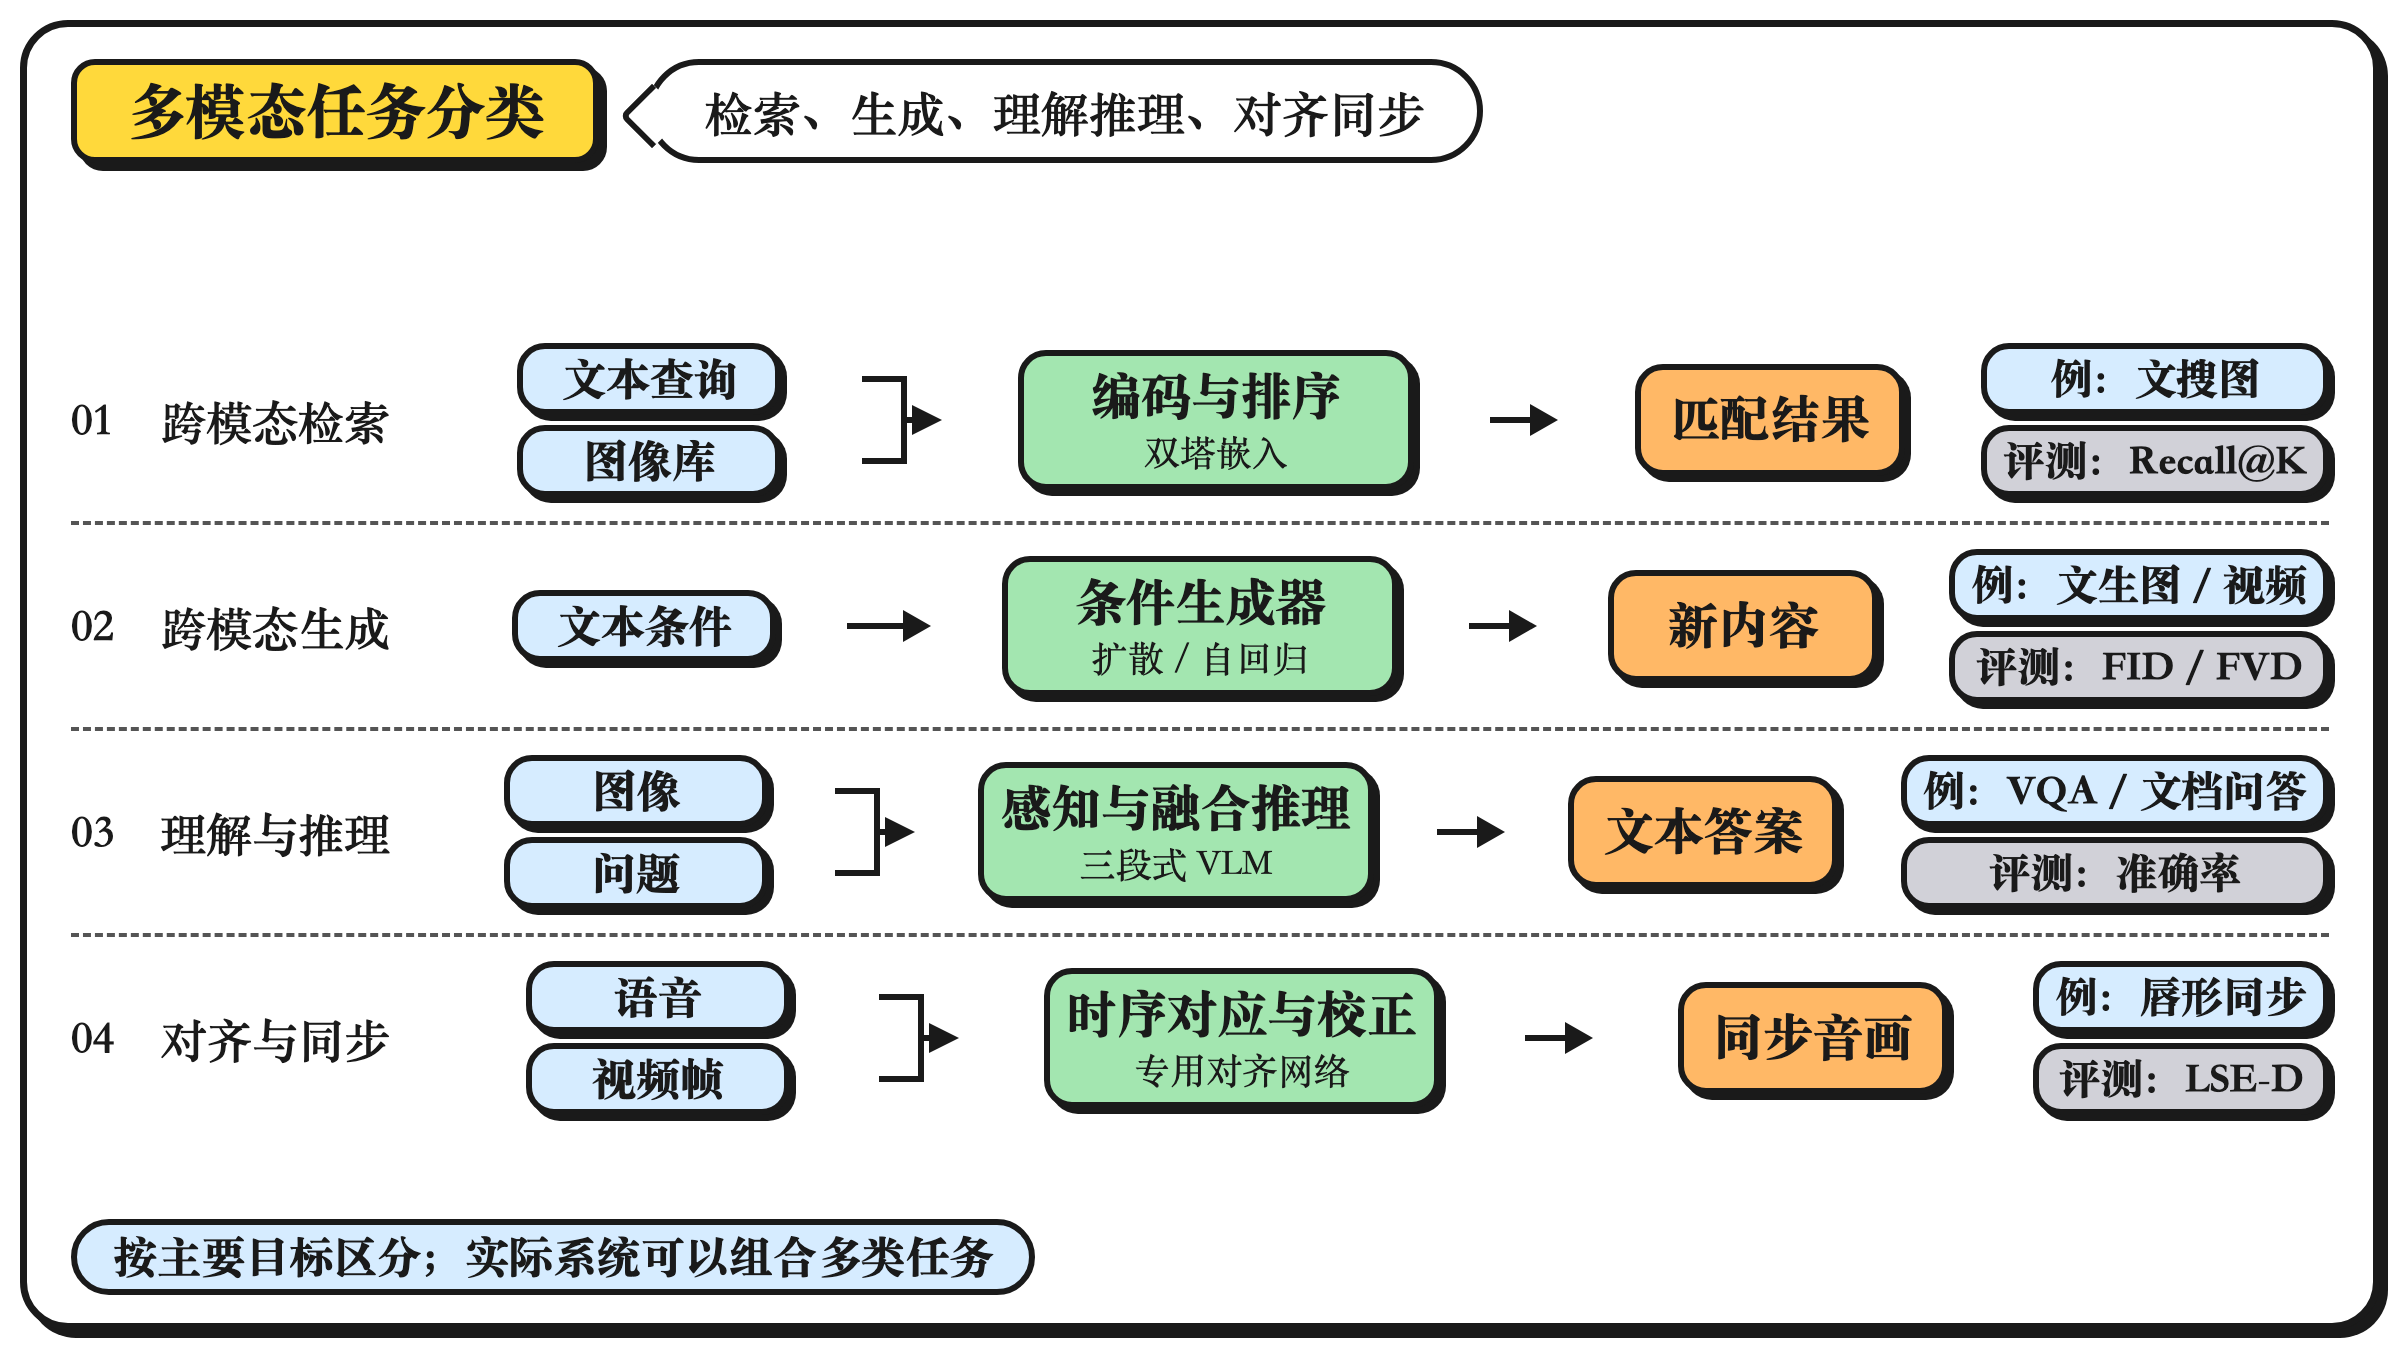 多模态任务分类
检索、生成、理解推理、对齐同步
01 跨模态检索
文本查询
图像库
编码与排序
双塔嵌入
匹配结果
例： 文搜图
评测： Recall@K
02 跨模态生成
文本条件
条件生成器
扩散 / 自回归
新内容
例： 文生图 / 视频
评测： FID / FVD
03 理解与推理
图像
问题
感知与融合推理
三段式 VLM
文本答案
例： VQA / 文档问答
评测： 准确率
04 对齐与同步
语音
视频帧
时序对应与校正
专用对齐网络
同步音画
例： 唇形同步
评测： LSE-D
按主要目标区分；实际系统可以组合多类任务